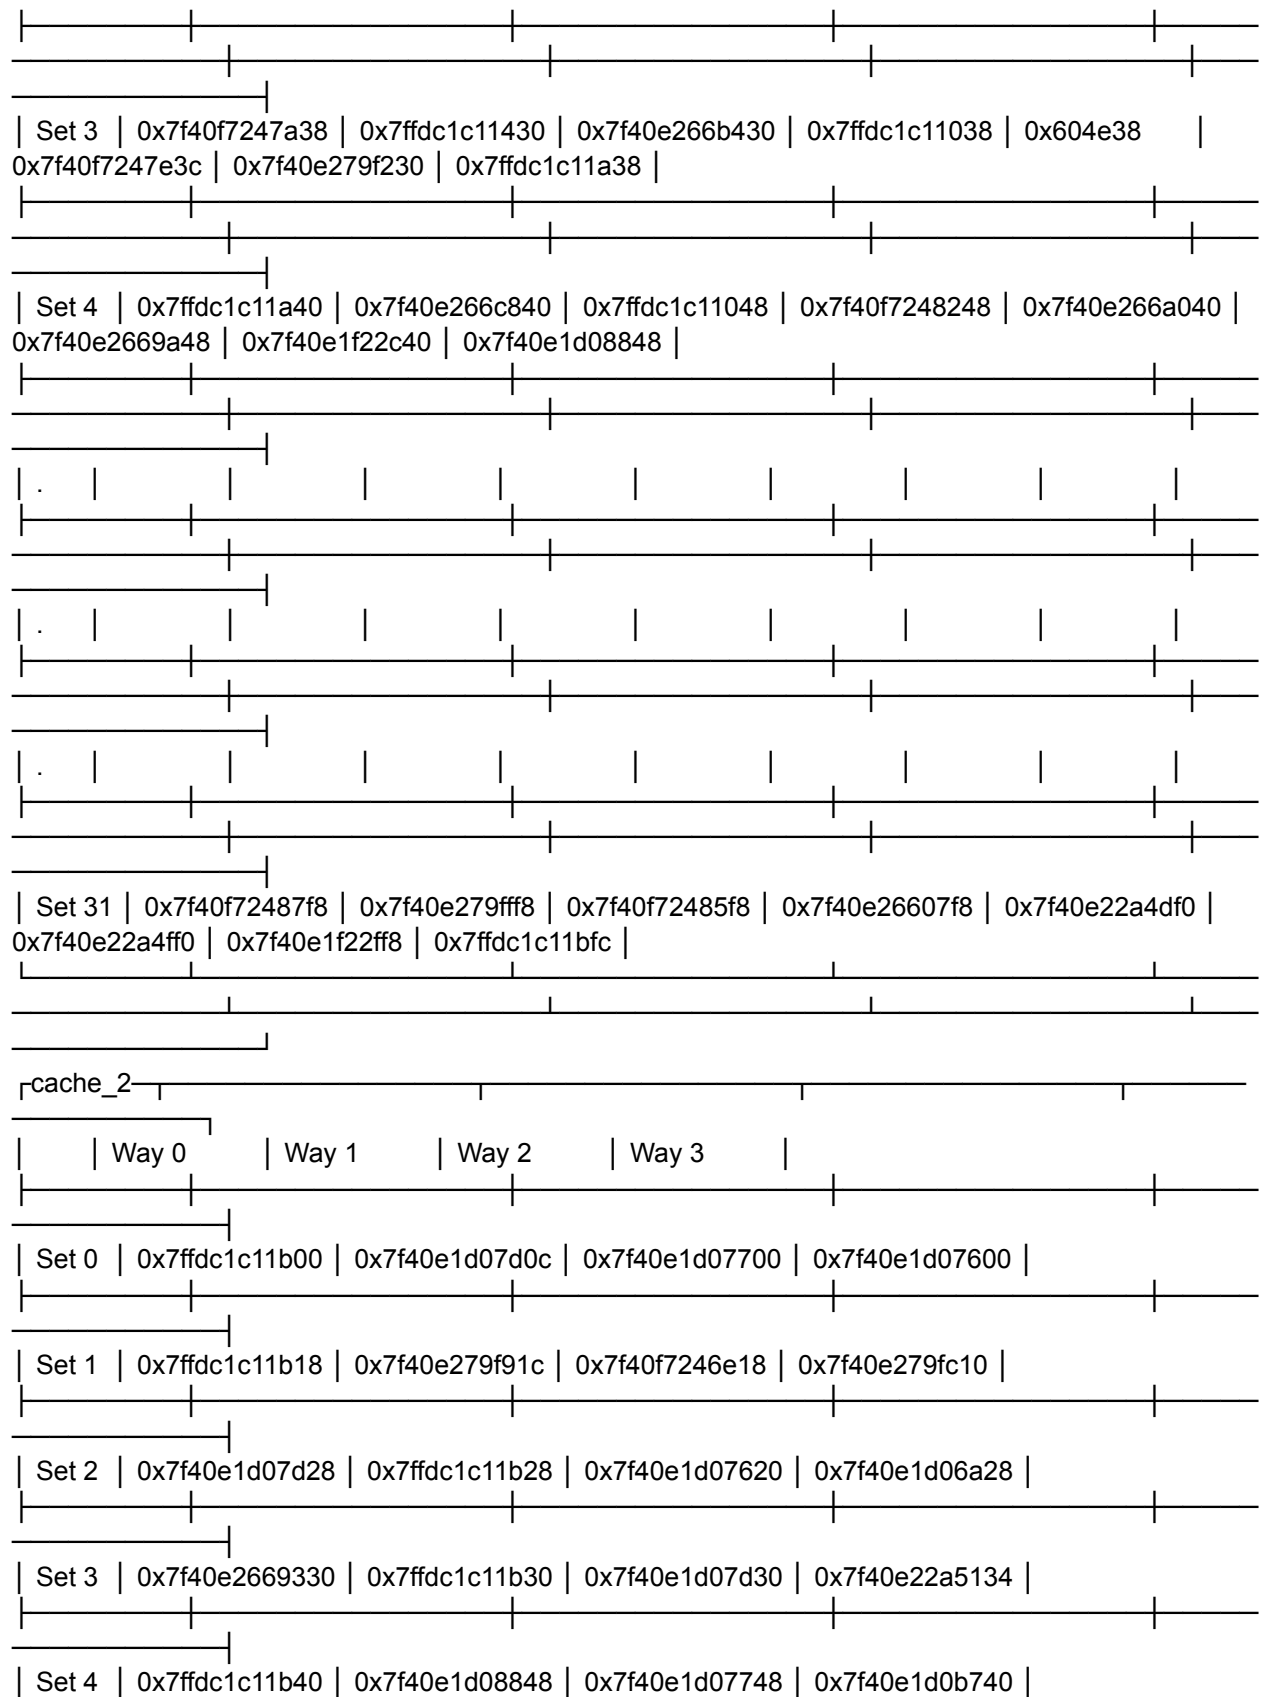 ├────────┼────────────────┼────────────────┼────────────────┼─────
───────────┼────────────────┼────────────────┼────────────────┼──
─────────────┤
│ Set 3 │ 0x7f40f7247a38 │ 0x7ffdc1c11430 │ 0x7f40e266b430 │ 0x7ffdc1c11038 │ 0x604e38 │
0x7f40f7247e3c │ 0x7f40e279f230 │ 0x7ffdc1c11a38 │
├────────┼────────────────┼────────────────┼────────────────┼─────
───────────┼────────────────┼────────────────┼────────────────┼──
─────────────┤
│ Set 4 │ 0x7ffdc1c11a40 │ 0x7f40e266c840 │ 0x7ffdc1c11048 │ 0x7f40f7248248 │ 0x7f40e266a040 │
0x7f40e2669a48 │ 0x7f40e1f22c40 │ 0x7f40e1d08848 │
├────────┼────────────────┼────────────────┼────────────────┼─────
───────────┼────────────────┼────────────────┼────────────────┼──
─────────────┤
│ . │ │ │ │ │ │ │ │ │
├────────┼────────────────┼────────────────┼────────────────┼─────
───────────┼────────────────┼────────────────┼────────────────┼──
─────────────┤
│ . │ │ │ │ │ │ │ │ │
├────────┼────────────────┼────────────────┼────────────────┼─────
───────────┼────────────────┼────────────────┼────────────────┼──
─────────────┤
│ . │ │ │ │ │ │ │ │ │
├────────┼────────────────┼────────────────┼────────────────┼─────
───────────┼────────────────┼────────────────┼────────────────┼──
─────────────┤
│ Set 31 │ 0x7f40f72487f8 │ 0x7f40e279fff8 │ 0x7f40f72485f8 │ 0x7f40e26607f8 │ 0x7f40e22a4df0 │
0x7f40e22a4ff0 │ 0x7f40e1f22ff8 │ 0x7ffdc1c11bfc │
└────────┴────────────────┴────────────────┴────────────────┴─────
───────────┴────────────────┴────────────────┴────────────────┴──
─────────────┘
┌cache_2─┬────────────────┬────────────────┬────────────────┬──────
──────────┐
│ │ Way 0 │ Way 1 │ Way 2 │ Way 3 │
├────────┼────────────────┼────────────────┼────────────────┼─────
───────────┤
│ Set 0 │ 0x7ffdc1c11b00 │ 0x7f40e1d07d0c │ 0x7f40e1d07700 │ 0x7f40e1d07600 │
├────────┼────────────────┼────────────────┼────────────────┼─────
───────────┤
│ Set 1 │ 0x7ffdc1c11b18 │ 0x7f40e279f91c │ 0x7f40f7246e18 │ 0x7f40e279fc10 │
├────────┼────────────────┼────────────────┼────────────────┼─────
───────────┤
│ Set 2 │ 0x7f40e1d07d28 │ 0x7ffdc1c11b28 │ 0x7f40e1d07620 │ 0x7f40e1d06a28 │
├────────┼────────────────┼────────────────┼────────────────┼─────
───────────┤
│ Set 3 │ 0x7f40e2669330 │ 0x7ffdc1c11b30 │ 0x7f40e1d07d30 │ 0x7f40e22a5134 │
├────────┼────────────────┼────────────────┼────────────────┼─────
───────────┤
│ Set 4 │ 0x7ffdc1c11b40 │ 0x7f40e1d08848 │ 0x7f40e1d07748 │ 0x7f40e1d0b740 │